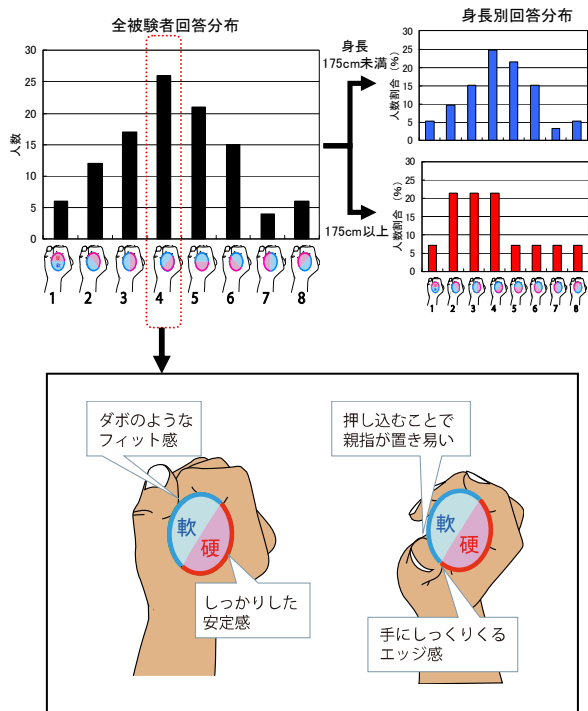 全被験者回答分布
人数
30
25
20
15
10
5
0
1 2 3 4 5 6 7 8
身長
175cm未満
175cm以上
身長別回答分布
人数割合(%)
30
25
20
15
10
5
0
人数割合(%)
30
25
20
15
10
5
0
1 2 3 4 5 6 7 8
ダボのような
フィット感
軟
硬
しっかりした
安定感
押し込むことで
親指が置き易い
軟
硬
手にしっくりくる
エッジ感